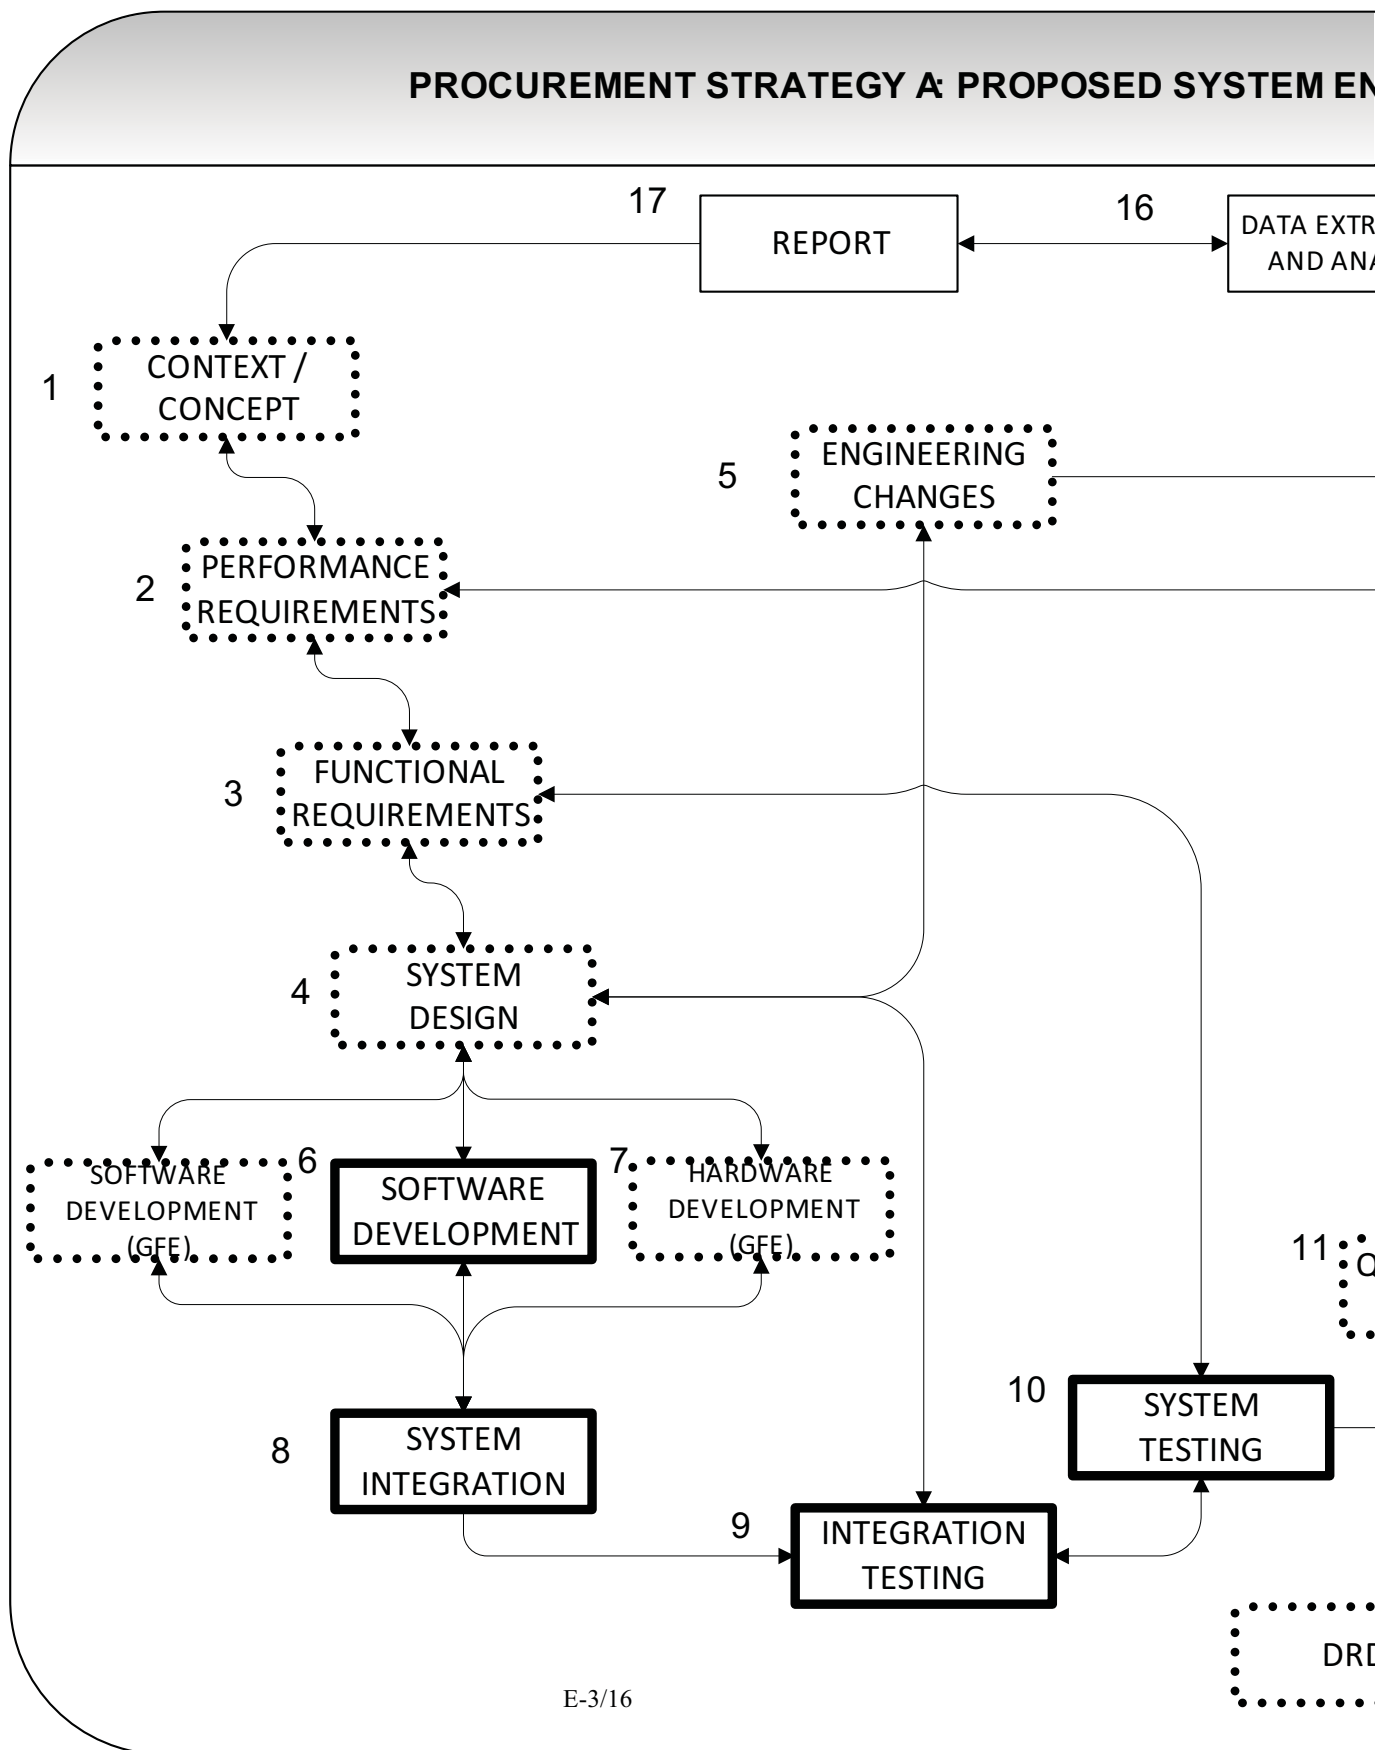 PROCUREMENT STRATEGY A: PROPOSED SYSTEM EN
17
REPORT
16
DATA EXTR
AND ANA
1
CONTEXT /
CONCEPT
5
ENGINEERING
CHANGES
2
PERFORMANCE
REQUIREMENTS
3
FUNCTIONAL
REQUIREMENTS
4
SYSTEM
DESIGN
SOFTWARE
DEVELOPMENT
(GFE)
6
SOFTWARE
DEVELOPMENT
7
HARDWARE
DEVELOPMENT
(GFE)
11
Q
10
SYSTEM
TESTING
8
SYSTEM
INTEGRATION
9
INTEGRATION
TESTING
DRD
E-3/16